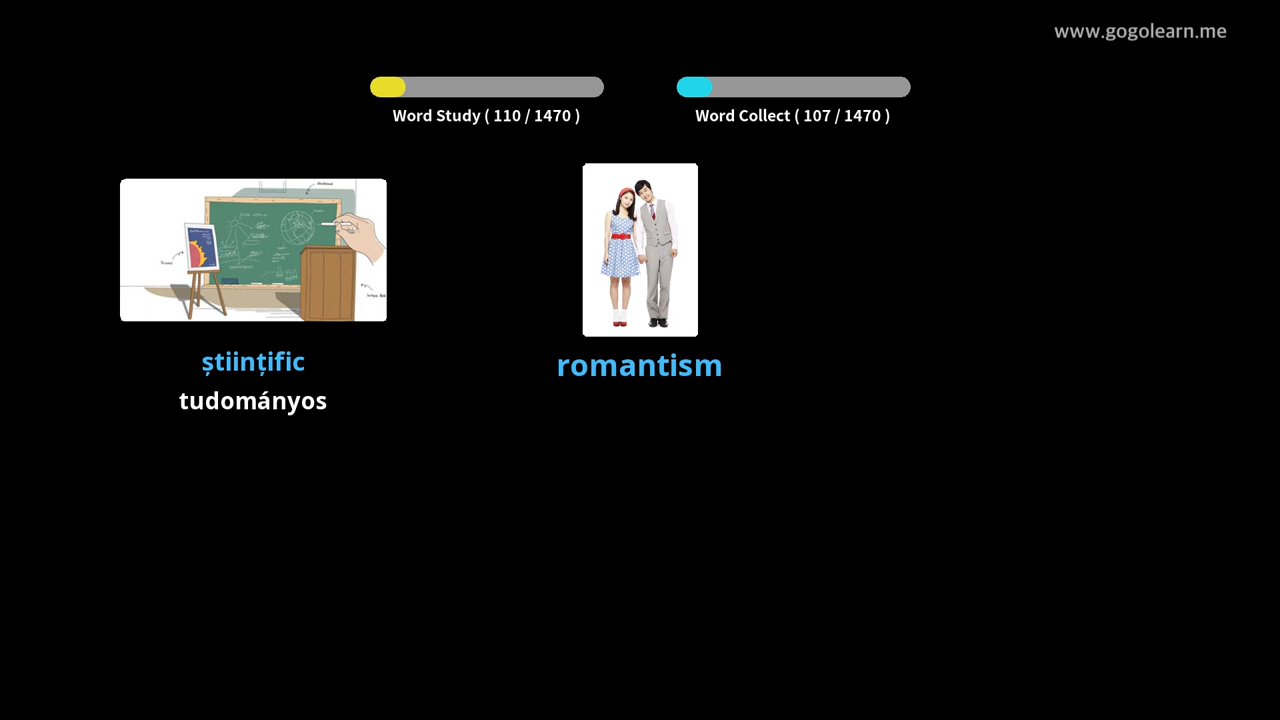 www.gogolearn.me
Word Study ( 110 / 1470 )
Word Collect ( 107 / 1470 )
științific
tudományos
romantism